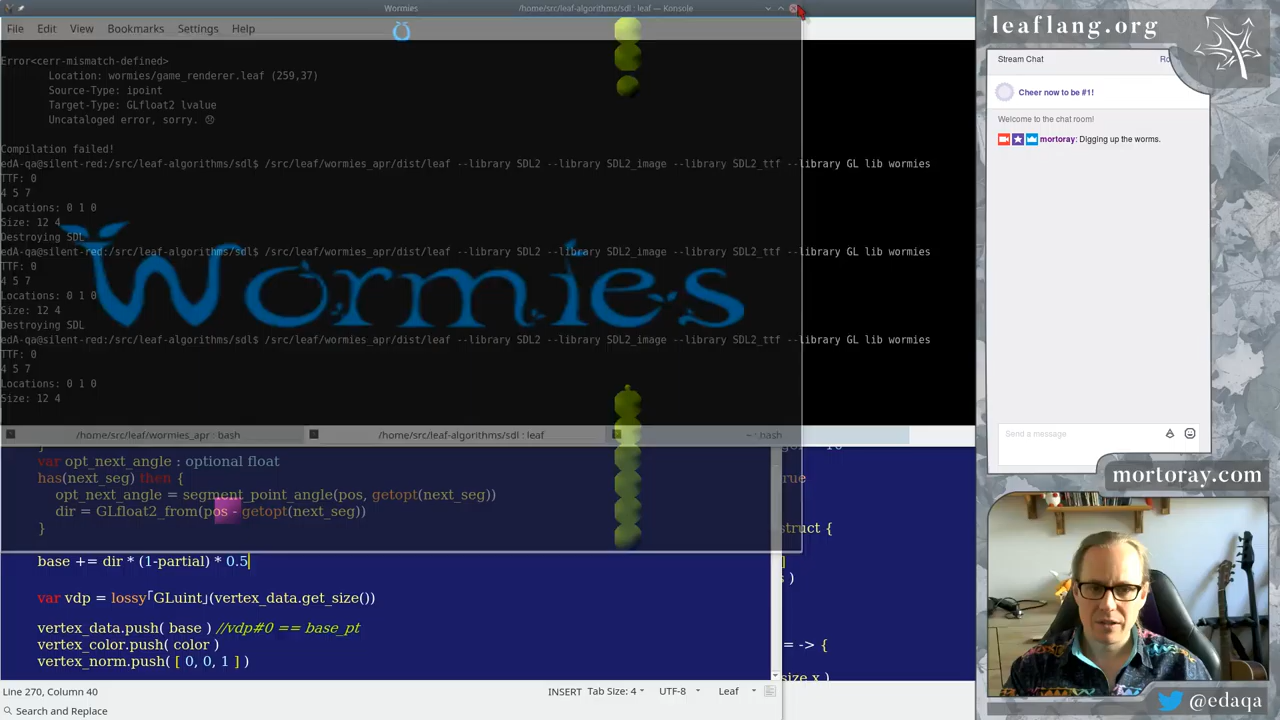 Wormies
/home/src/leaf-algorithms/sdl : leaf — Konsole
File Edit View Bookmarks Settings Help
Error<cerr-mismatch-defined>
Location: wormies/game_renderer.leaf (259,37)
Source-Type: ipoint
Target-Type: GLfloat2 lvalue
Uncataloged error, sorry. 😞
Compilation failed!
edA-qa@silent-red:/src/leaf-algorithms/sdl$ /src/leaf/wormies_apr/dist/leaf --library SDL2 --library SDL2_image --library SDL2_ttf --library GL lib wormies
TTF: 0
4 5 7
Locations: 0 1 0
Size: 12 4
Destroying SDL
edA-qa@silent-red:/src/leaf-algorithms/sdl$ /src/leaf/wormies_apr/dist/leaf --library SDL2 --library SDL2_image --library SDL2_ttf --library GL lib wormies
TTF: 0
4 5 7
Locations: 0 1 0
Size: 12 4
Destroying SDL
edA-qa@silent-red:/src/leaf-algorithms/sdl$ /src/leaf/wormies_apr/dist/leaf --library SDL2 --library SDL2_image --library SDL2_ttf --library GL lib wormies
TTF: 0
4 5 7
Locations: 0 1 0
Size: 12 4
Wormies
/home/src/leaf/wormies_apr : bash
/home/src/leaf-algorithms/sdl : leaf
~ : bash
}
var opt_next_angle : optional float
has(next_seg) then {
opt_next_angle = segment_point_angle(pos, getopt(next_seg))
dir = GLfloat2_from(pos - getopt(next_seg))
}
base += dir * (1-partial) * 0.5
var vdp = lossy｢GLuint｣(vertex_data.get_size())
vertex_data.push( base ) //vdp#0 == base_pt
vertex_color.push( color )
vertex_norm.push( [ 0, 0, 1 ] )
struct {
)
=> -> {
size.x )
Line 270, Column 40
INSERT Tab Size: 4 UTF-8 Leaf
Search and Replace
leaflang.org
Stream Chat
Cheer now to be #1!
Welcome to the chat room!
mortoray: Digging up the worms.
Send a message
mortoray.com
@edaqa